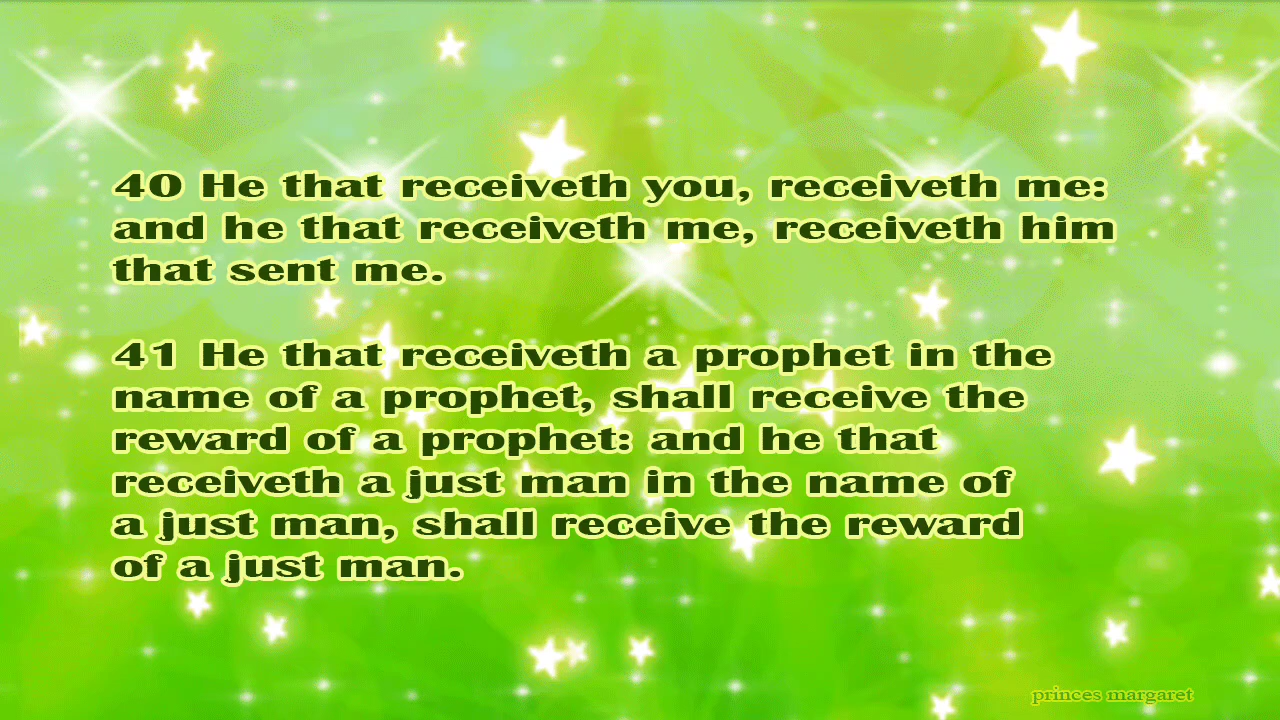 40 He that receiveth you, receiveth me:
and he that receiveth me, receiveth him
that sent me.
41 He that receiveth a prophet in the
name of a prophet, shall receive the
reward of a prophet: and he that
receiveth a just man in the name of
a just man, shall receive the reward
of a just man.
princes margaret